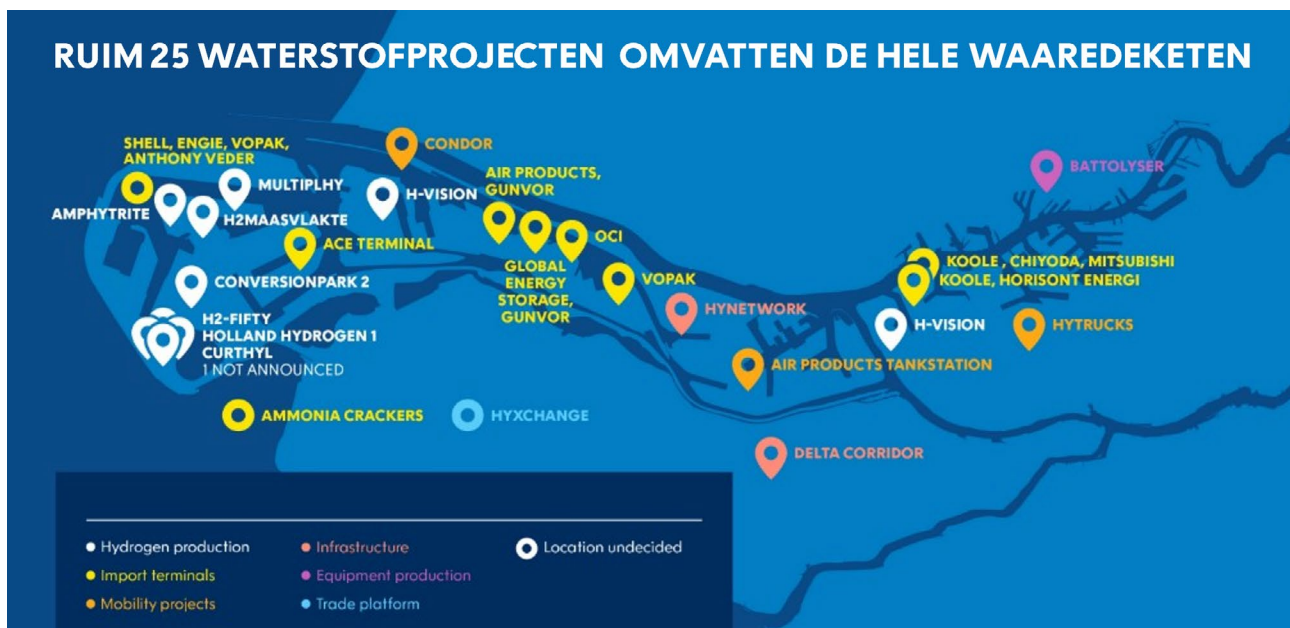 RUIM 25 WATERSTOFPROJECTEN OMVATTEN DE HELE WAAREDEKETEN
SHELL, ENGIE, VOPAK,
ANTHONY VEDER
CONDOR
MULTIPLHY
H-VISION
AMPHYTRITE
H2MAASVLAKTE
ACE TERMINAL
AIR PRODUCTS,
GUNVOR
OCI
GLOBAL
ENERGY
STORAGE,
GUNVOR
VOPAK
BATTOLYSER
KOOLE , CHIYODA, MITSUBISHI
KOOLE, HORISONT ENERGI
CONVERSIONPARK 2
H2-FIFTY
HOLLAND HYDROGEN 1
CURTHYL
1 NOT ANNOUNCED
HYNETWORK
H-VISION
HYTRUCKS
AIR PRODUCTS TANKSTATION
AMMONIA CRACKERS
HYXCHANGE
DELTA CORRIDOR
Hydrogen production
Import terminals
Mobility projects
Infrastructure
Equipment production
Trade platform
Location undecided